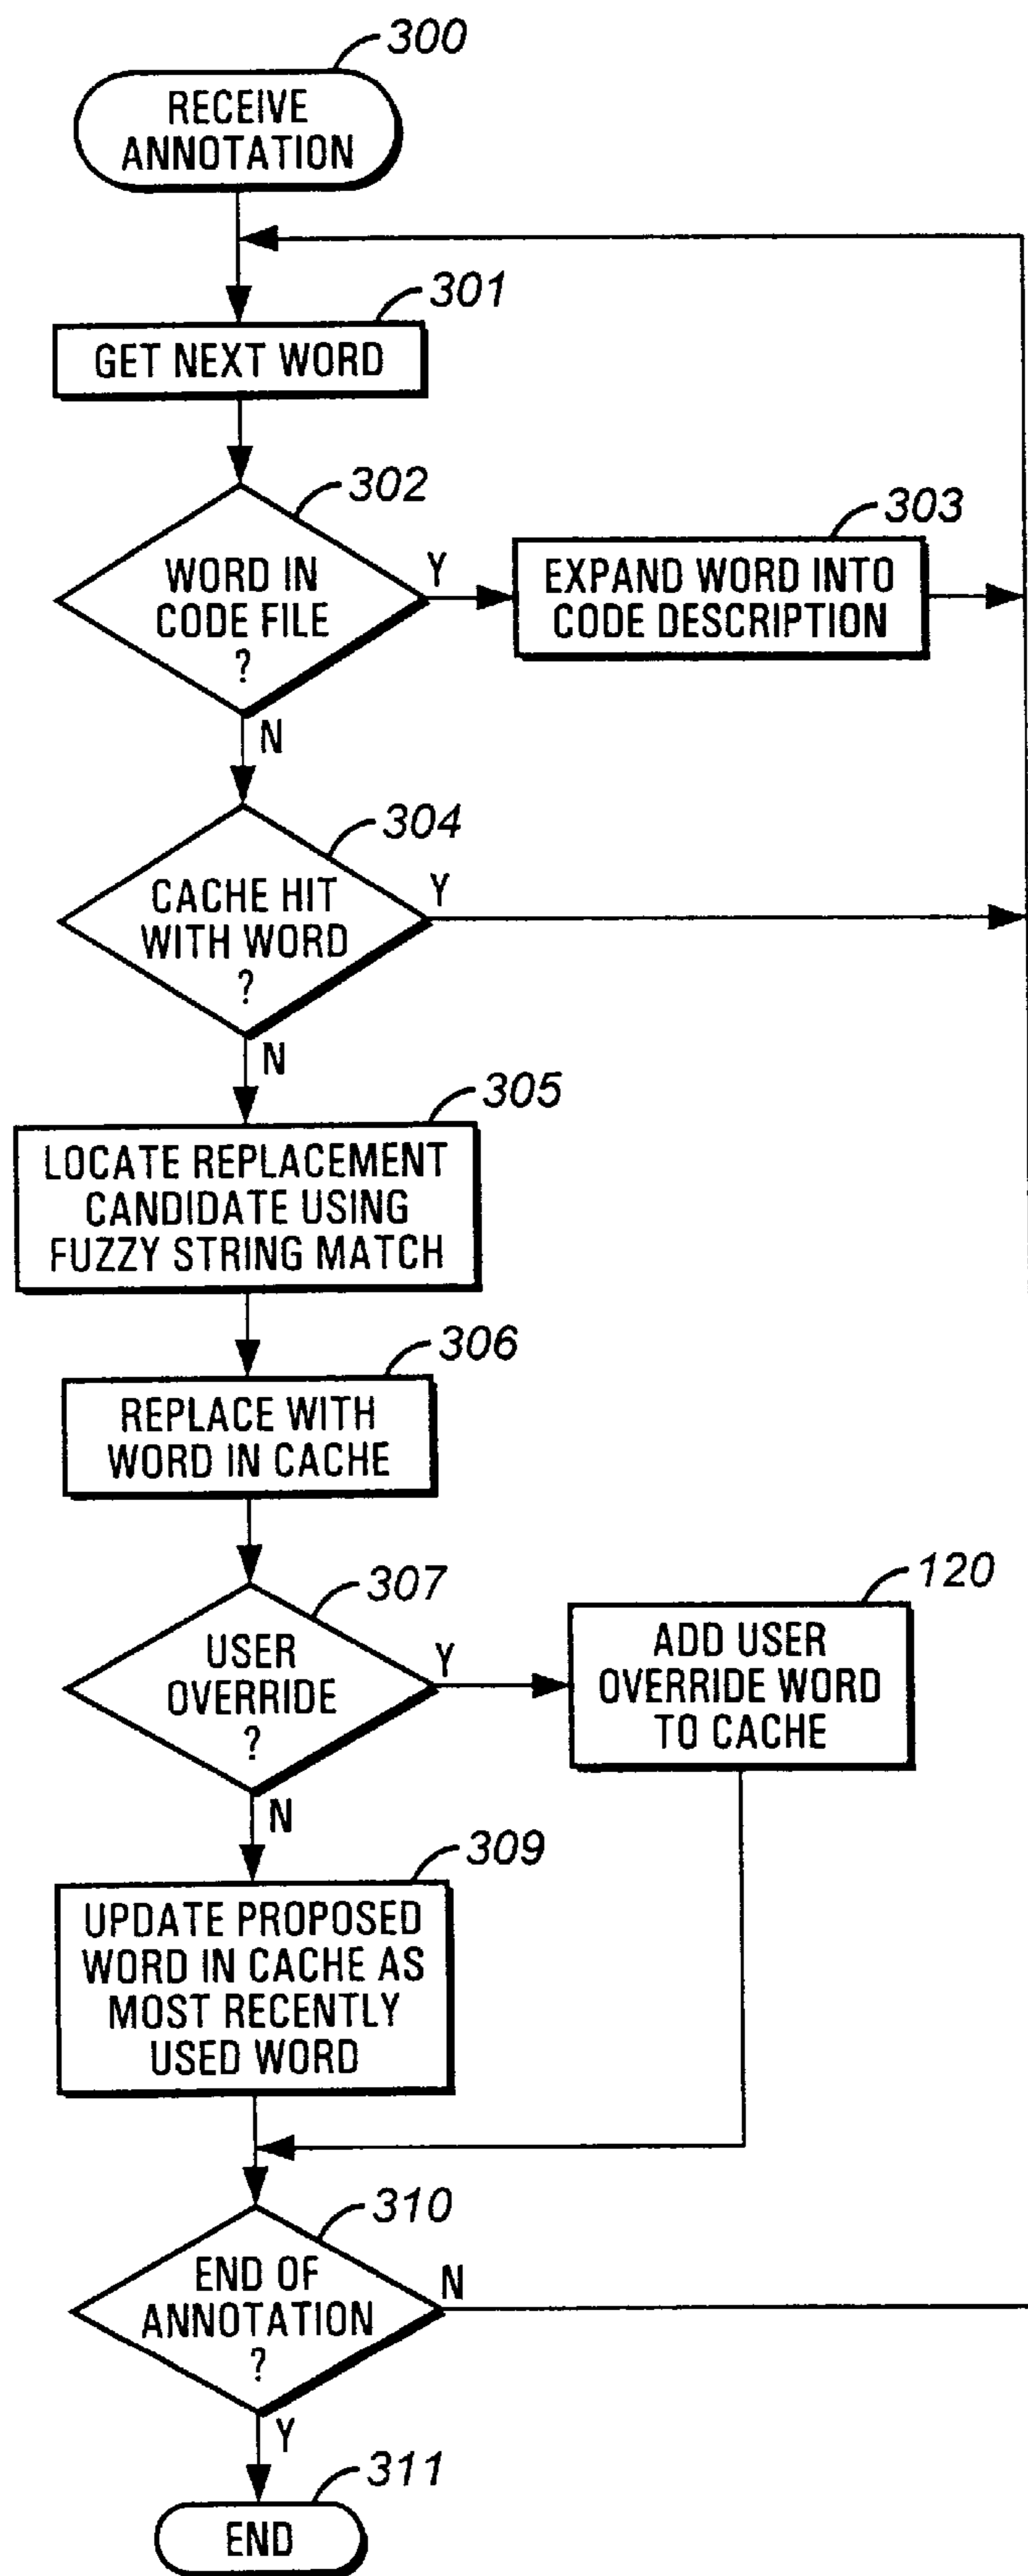 300
RECEIVE
ANNOTATION
301
GET NEXT WORD
302
WORD IN
CODE FILE
?
Y
N
303
EXPAND WORD INTO
CODE DESCRIPTION
304
CACHE HIT
WITH WORD
?
Y
N
305
LOCATE REPLACEMENT
CANDIDATE USING
FUZZY STRING MATCH
306
REPLACE WITH
WORD IN CACHE
307
USER
OVERRIDE
?
Y
N
120
ADD USER
OVERRIDE WORD
TO CACHE
309
UPDATE PROPOSED
WORD IN CACHE AS
MOST RECENTLY
USED WORD
310
END OF
ANNOTATION
?
N
Y
311
END